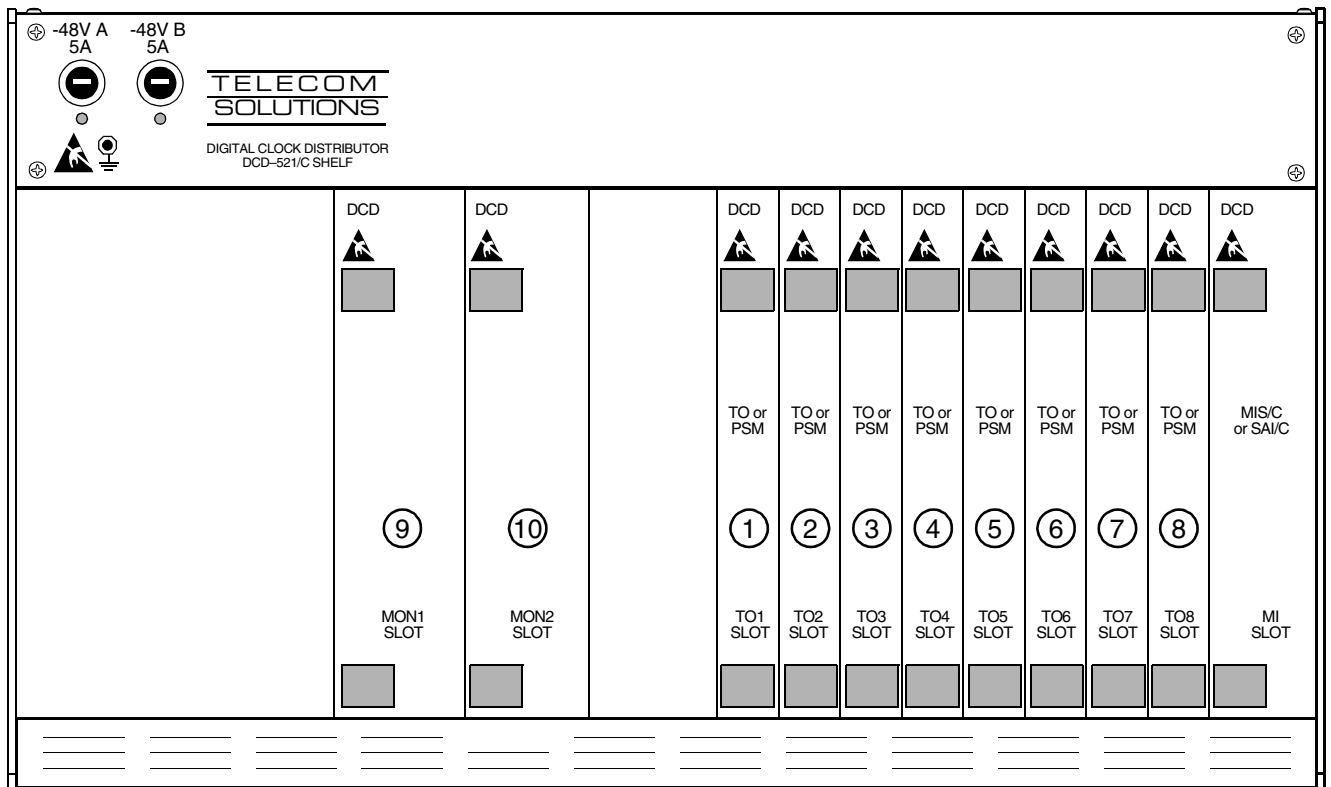 -48V A -48V B
5A 5A
TELECOM
SOLUTIONS
DIGITAL CLOCK DISTRIBUTOR
DCD–521/C SHELF
DCD DCD DCD DCD DCD DCD DCD DCD DCD DCD DCD
TO or TO or TO or TO or TO or TO or TO or TO or MIS/C
PSM PSM PSM PSM PSM PSM PSM PSM or SAI/C
9 10 1 2 3 4 5 6 7 8
MON1 MON2 TO1 TO2 TO3 TO4 TO5 TO6 TO7 TO8 MI
SLOT SLOT SLOT SLOT SLOT SLOT SLOT SLOT SLOT SLOT SLOT